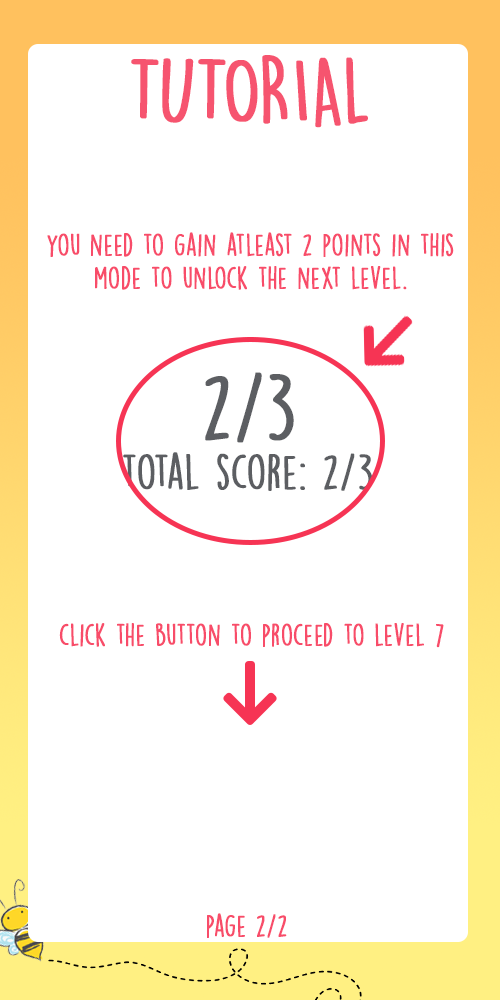 TUTORIAL
YOU NEED TO GAIN ATLEAST 2 POINTS IN THIS
MODE TO UNLOCK THE NEXT LEVEL.
2/3
TOTAL SCORE: 2/3
CLICK THE BUTTON TO PROCEED TO LEVEL 7
PAGE 2/2